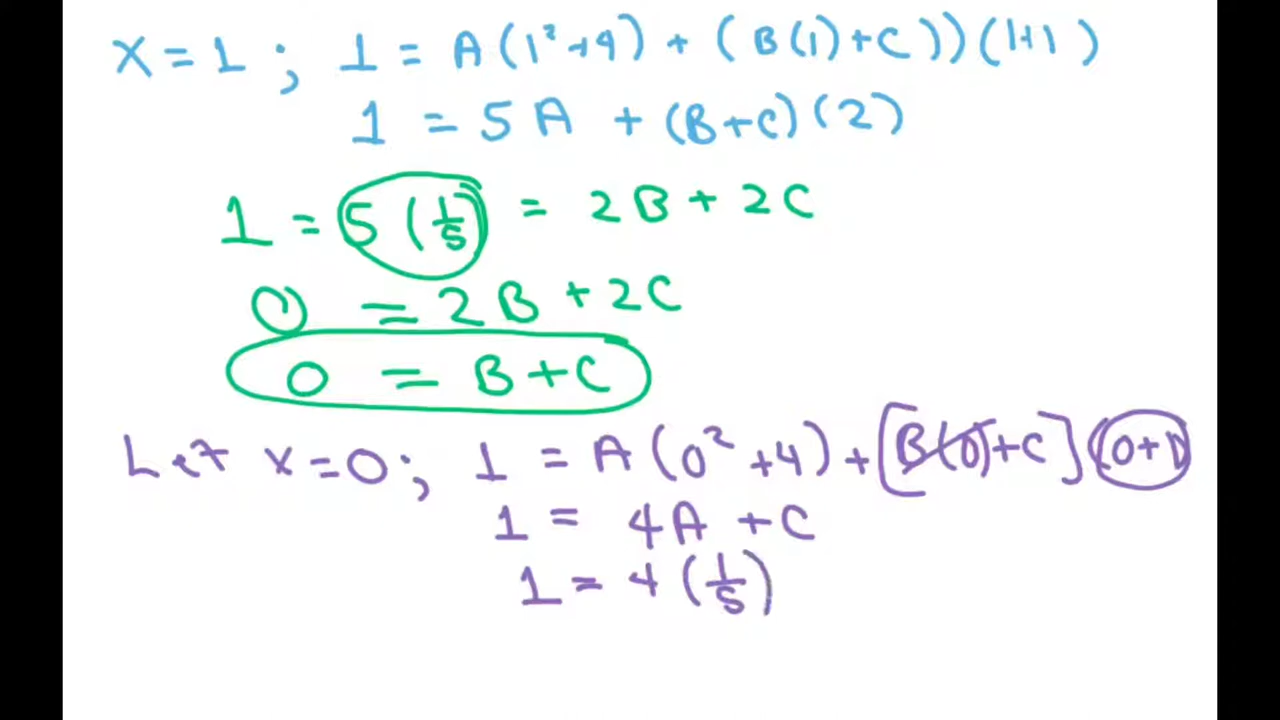 x = 1 ; 1 = A(1² + 4) + (B(1) + C))(1+1)
1 = 5A + (B+C)(2)
1 = 5(1/5) = 2B + 2C
0 = 2B + 2C
0 = B + C
Let x=0; 1 = A(0² + 4) + [B(0) + C](0+1)
1 = 4A + C
1 = 4(1/5)